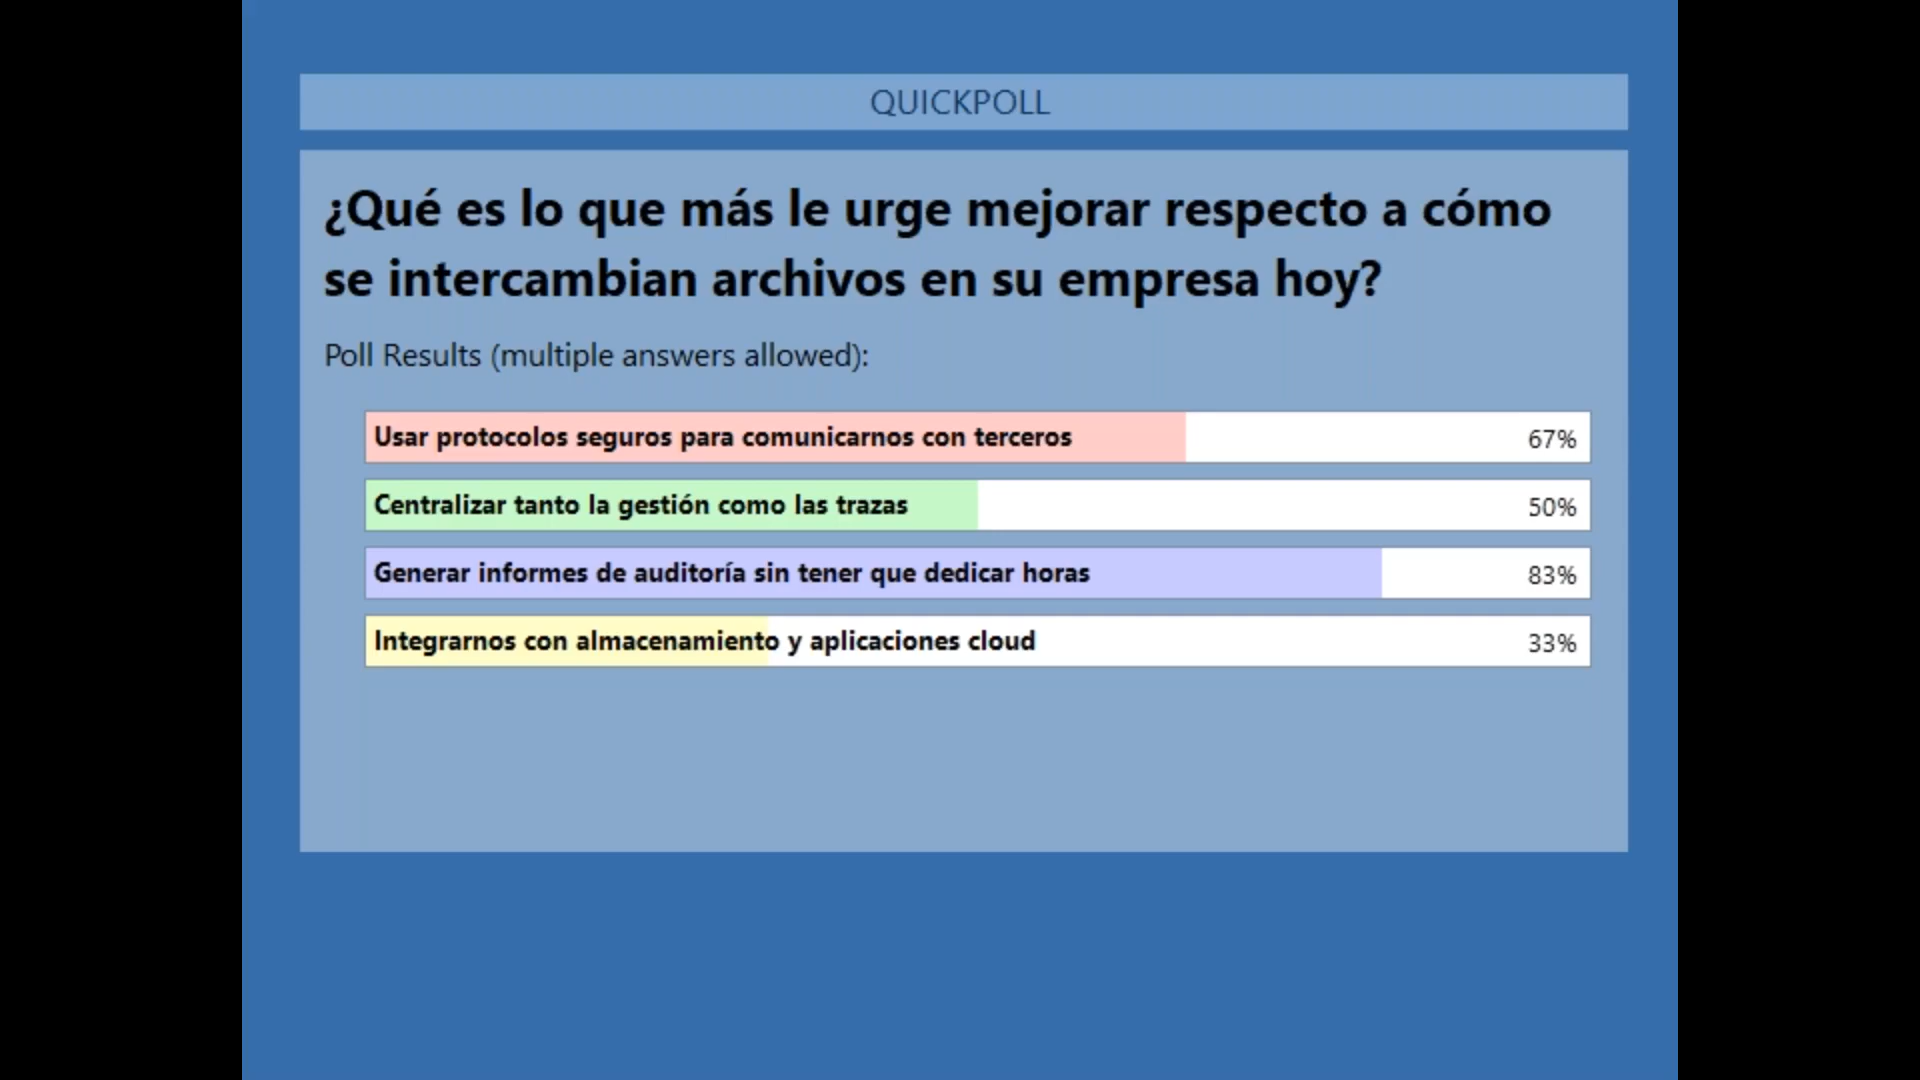 QUICKPOLL
¿Qué es lo que más le urge mejorar respecto a cómo
se intercambian archivos en su empresa hoy?
Poll Results (multiple answers allowed):
Usar protocolos seguros para comunicarnos con terceros 67%
Centralizar tanto la gestión como las trazas 50%
Generar informes de auditoría sin tener que dedicar horas 83%
Integrarnos con almacenamiento y aplicaciones cloud 33%